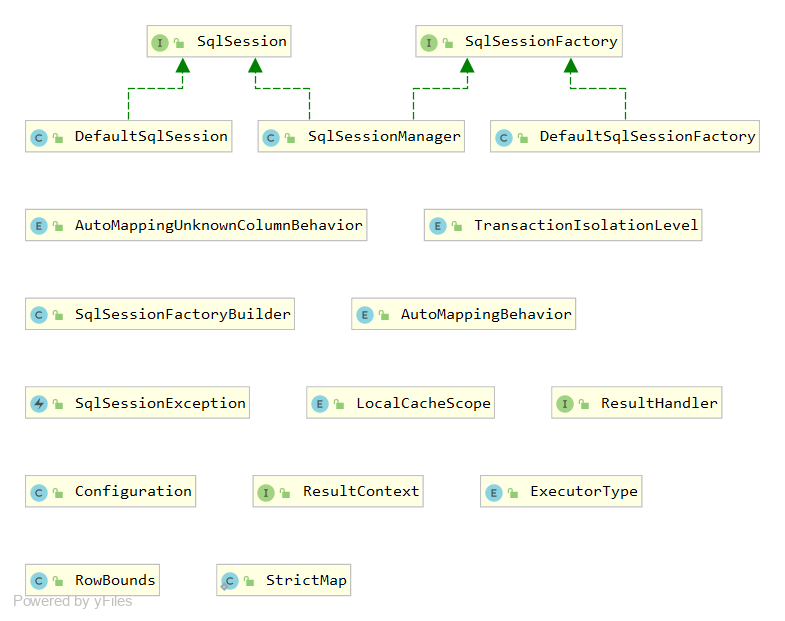 I SqlSession
I SqlSessionFactory
C DefaultSqlSession
C SqlSessionManager
C DefaultSqlSessionFactory
E AutoMappingUnknownColumnBehavior
E TransactionIsolationLevel
C SqlSessionFactoryBuilder
E AutoMappingBehavior
SqlSessionException
E LocalCacheScope
I ResultHandler
C Configuration
I ResultContext
E ExecutorType
C RowBounds
C StrictMap
Powered by yFiles